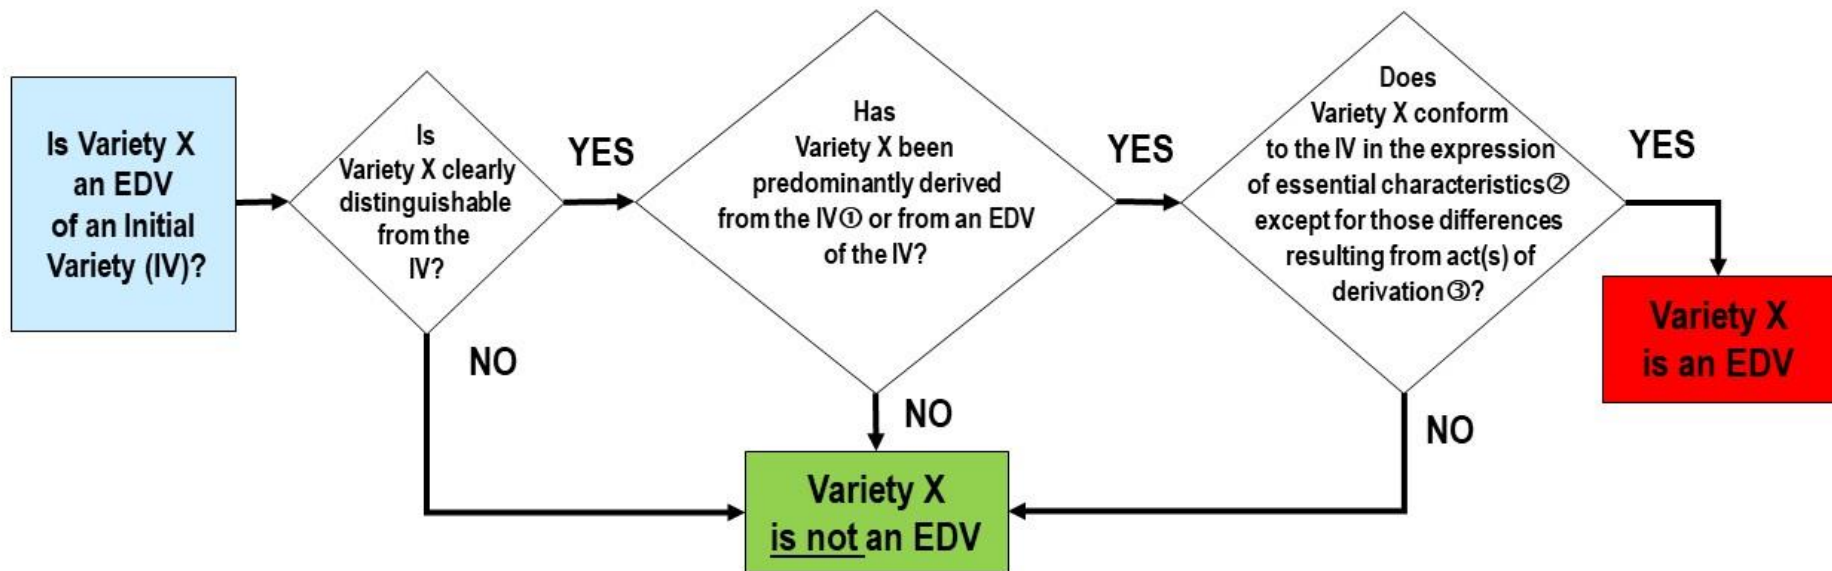 Is Variety X
an EDV
of an Initial
Variety (IV)?
Is
Variety X clearly
distinguishable
from the
IV?
YES
NO
Has
Variety X been
predominantly derived
from the IV① or from an EDV
of the IV?
YES
NO
Does
Variety X conform
to the IV in the expression
of essential characteristics②
except for those differences
resulting from act(s) of
derivation③?
YES
NO
Variety X
is an EDV
Variety X
is not an EDV